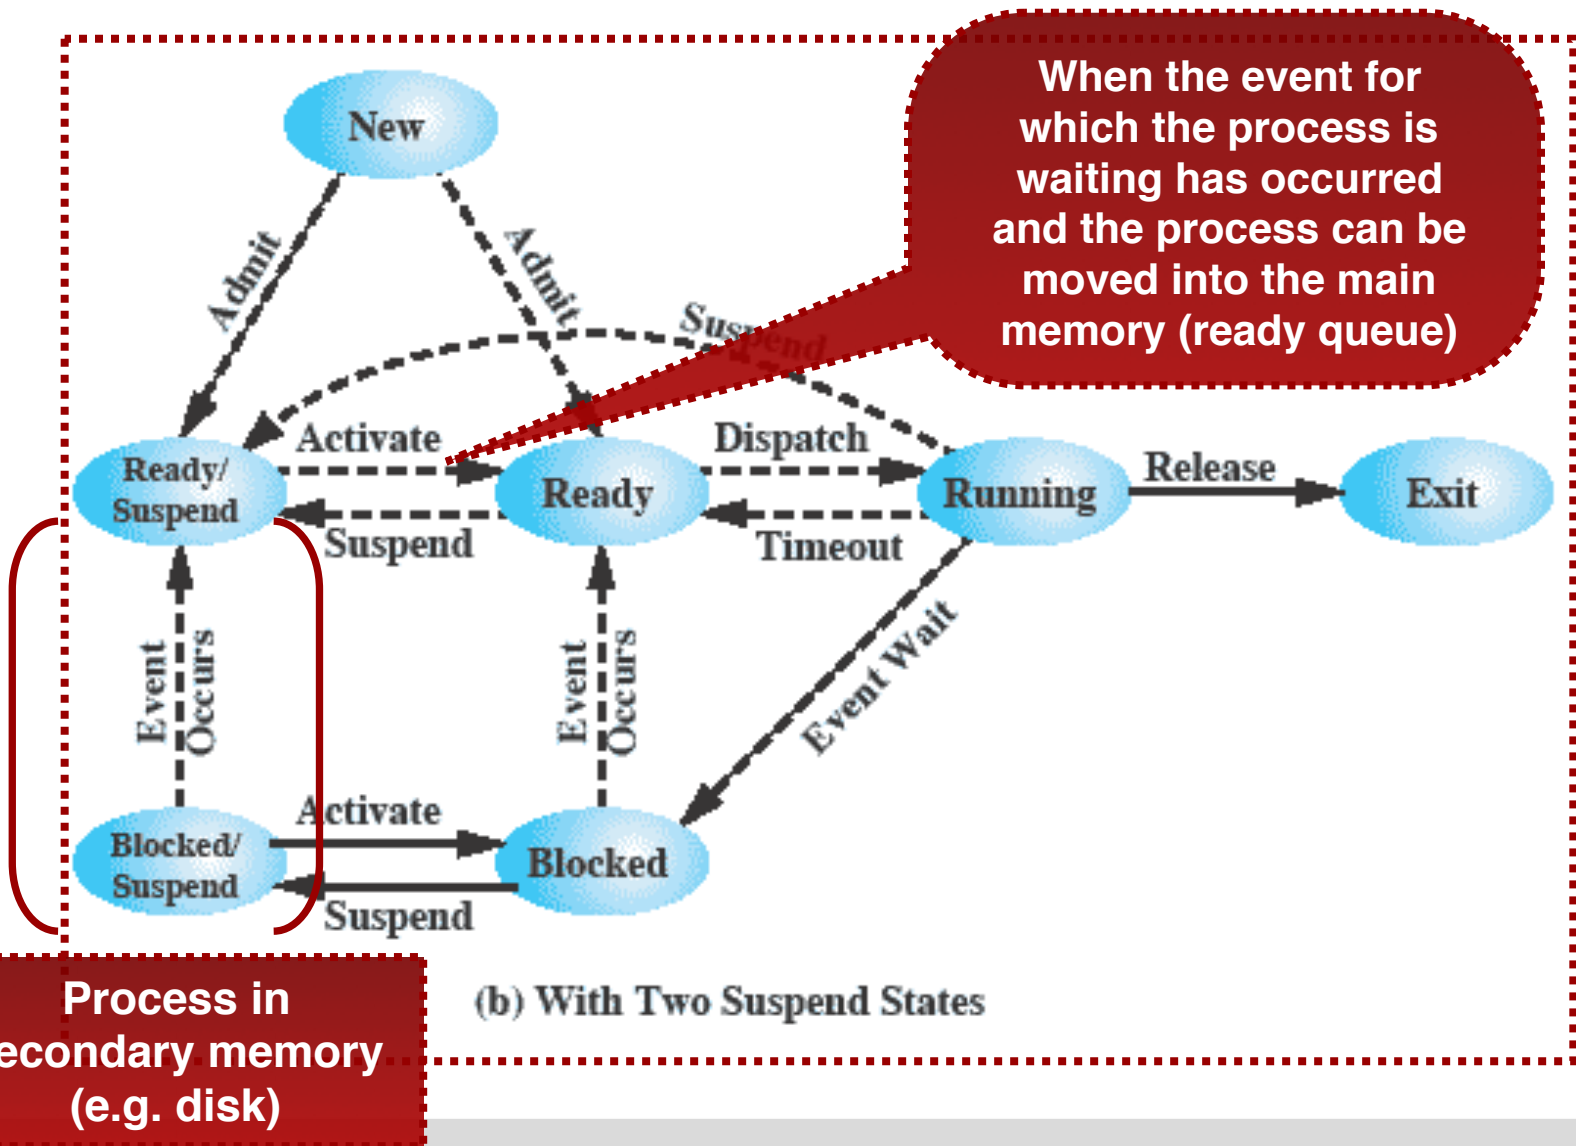 When the event for
which the process is
waiting has occurred
and the process can be
moved into the main
memory (ready queue)
New
Admit
Admit
Suspend
Activate
Dispatch
Release
Ready/
Suspend
Ready
Running
Exit
Suspend
Timeout
Event
Occurs
Event
Occurs
Event Wait
Activate
Blocked/
Suspend
Blocked
Suspend
Process in
econdary memory
(e.g. disk)
(b) With Two Suspend States